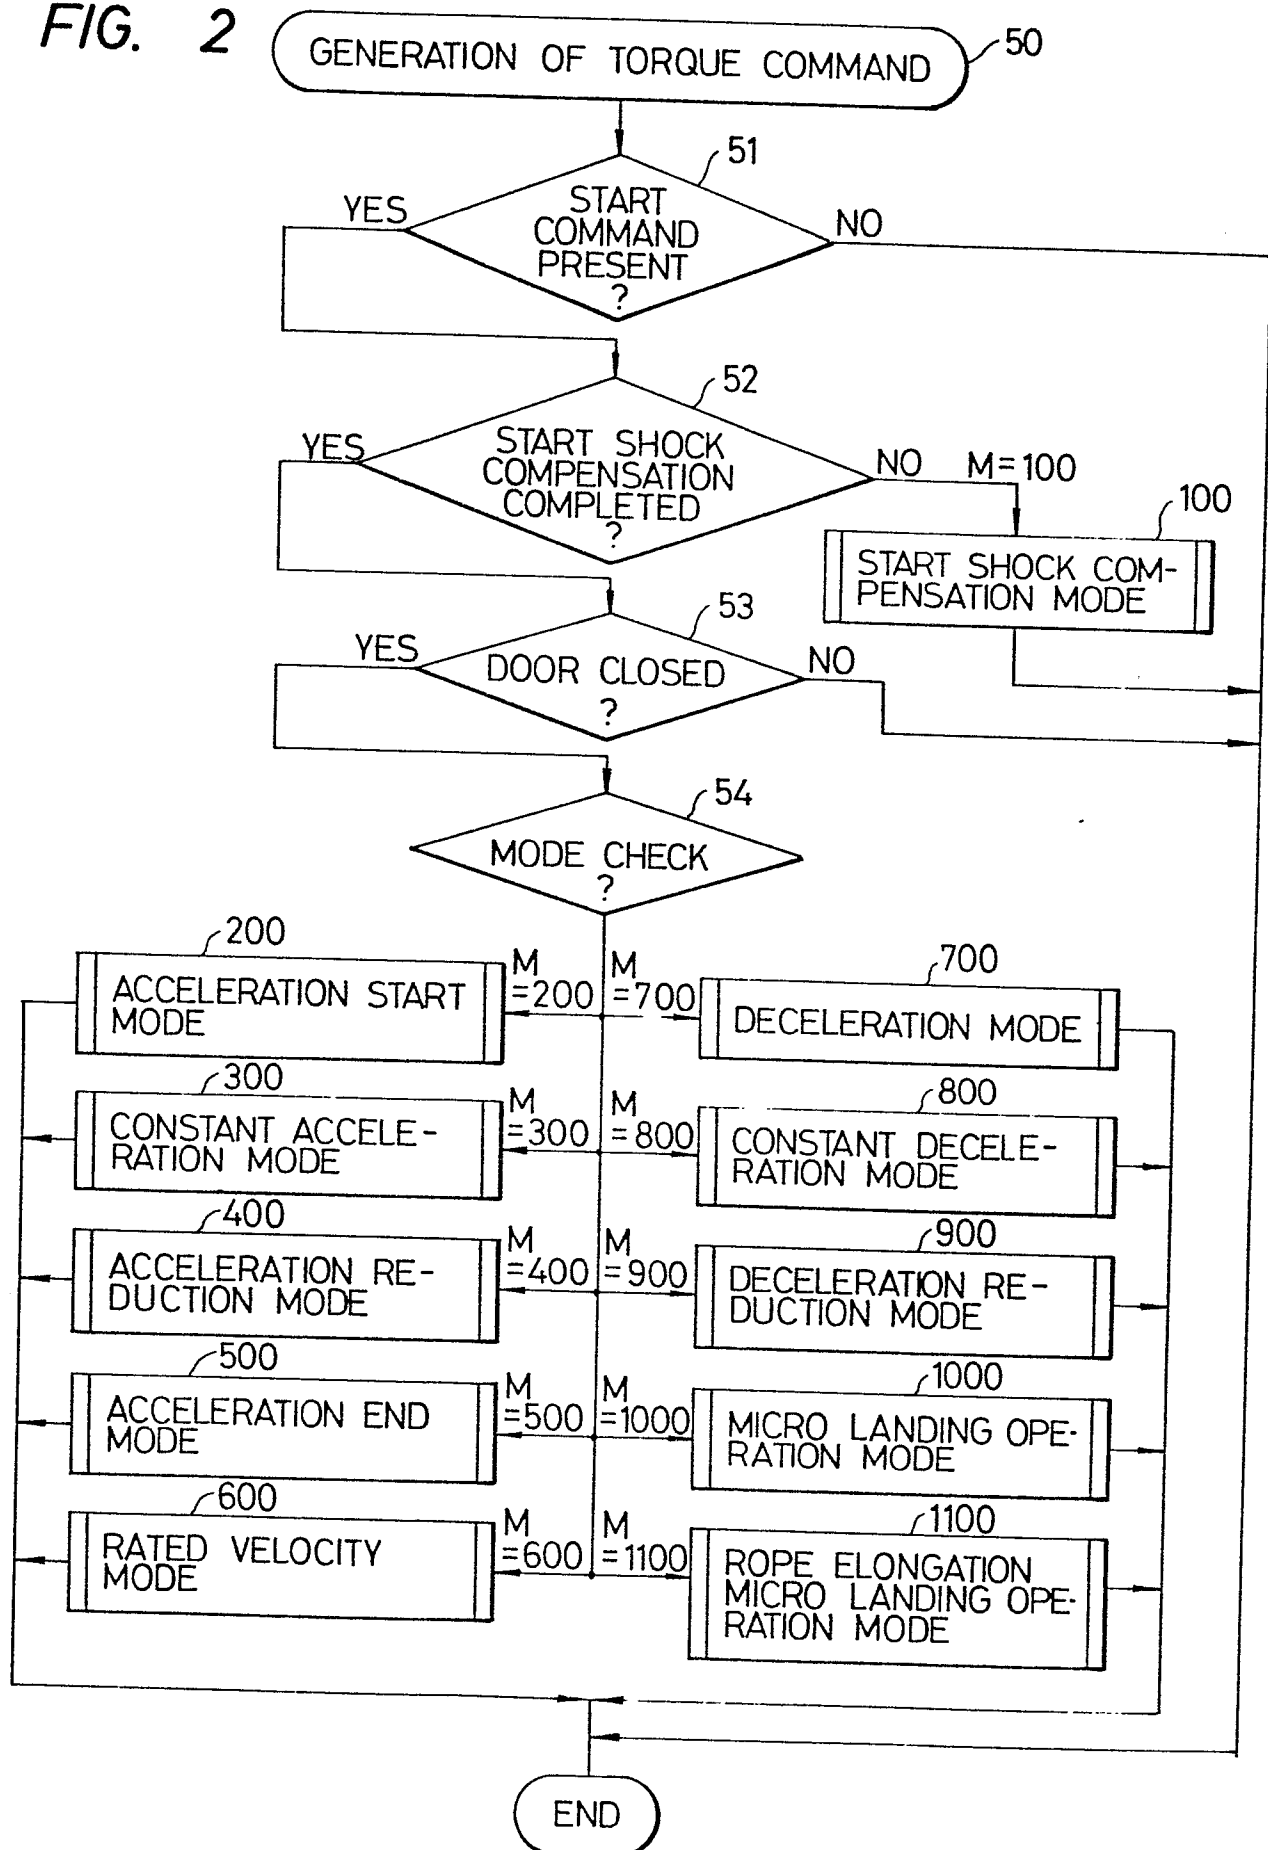 FIG. 2
GENERATION OF TORQUE COMMAND
50
51
YES
START
COMMAND
PRESENT
?
NO
52
YES
START SHOCK
COMPENSATION
COMPLETED
?
NO M=100
100
START SHOCK COM-
PENSATION MODE
53
YES
DOOR CLOSED
?
NO
54
MODE CHECK
?
200
ACCELERATION START
MODE
M
=200
M
=700
700
DECELERATION MODE
300
CONSTANT ACCELE-
RATION MODE
M
=300
M
=800
800
CONSTANT DECELE-
RATION MODE
400
ACCELERATION RE-
DUCTION MODE
M
=400
M
=900
900
DECELERATION RE-
DUCTION MODE
500
ACCELERATION END
MODE
M
=500
M
=1000
1000
MICRO LANDING OPE-
RATION MODE
600
RATED VELOCITY
MODE
M
=600
M
=1100
1100
ROPE ELONGATION
MICRO LANDING OPE-
RATION MODE
END